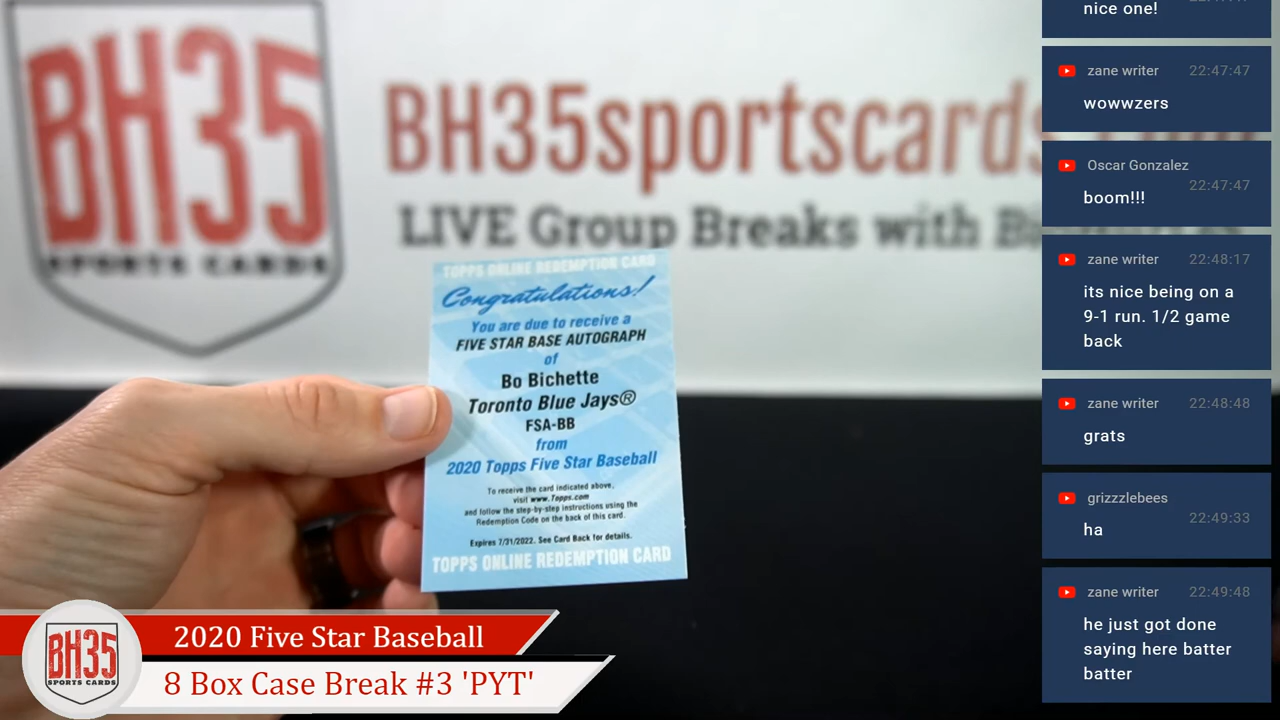 BH35
SPORTS CARDS
BH35sportscards
LIVE Group Breaks with
TOPPS ONLINE REDEMPTION CARD
Congratulations!
You are due to receive a
FIVE STAR BASE AUTOGRAPH
of
Bo Bichette
Toronto Blue Jays®
FSA-BB
from
2020 Topps Five Star Baseball
To receive the card indicated above,
visit www.Topps.com
and follow the step-by-step instructions using the
Redemption Code on the back of this card.
Expires 7/31/2022. See Card Back for details.
TOPPS ONLINE REDEMPTION CARD
BH35
SPORTS CARDS
2020 Five Star Baseball
8 Box Case Break #3 'PYT'
nice one!
zane writer 22:47:47
wowwzers
Oscar Gonzalez
22:47:47
boom!!!
zane writer 22:48:17
its nice being on a
9-1 run. 1/2 game
back
zane writer 22:48:48
grats
grizzzlebees
22:49:33
ha
zane writer 22:49:48
he just got done
saying here batter
batter